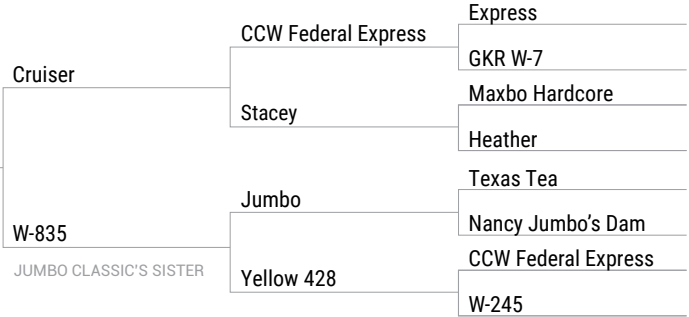 Express
CCW Federal Express
GKR W-7
Cruiser
Maxbo Hardcore
Stacey
Heather
Texas Tea
Jumbo
Nancy Jumbo's Dam
W-835
CCW Federal Express
JUMBO CLASSIC'S SISTER
Yellow 428
W-245